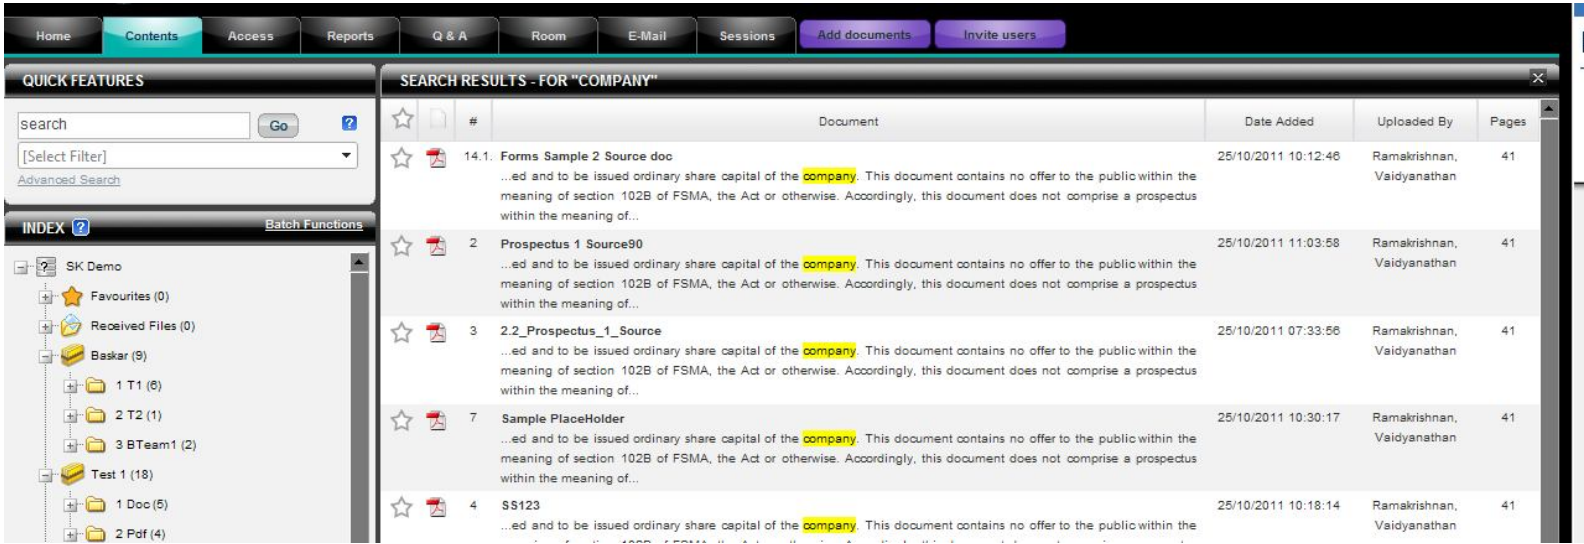 Home Contents Access Reports Q & A Room E-Mail Sessions Add documents Invite users
QUICK FEATURES
search Go ?
[Select Filter]
Advanced Search
INDEX ? Batch Functions
? SK Demo
Favourites (0)
Received Files (0)
Baskar (9)
1 T1 (6)
2 T2 (1)
3 BTeam1 (2)
Test 1 (18)
1 Doc (5)
2 Pdf (4)
SEARCH RESULTS - FOR "COMPANY"
# Document Date Added Uploaded By Pages
14.1. Forms Sample 2 Source doc 25/10/2011 10:12:46 Ramakrishnan, 41
...ed and to be issued ordinary share capital of the company. This document contains no offer to the public within the Vaidyanathan
meaning of section 102B of FSMA, the Act or otherwise. Accordingly, this document does not comprise a prospectus
within the meaning of...
2 Prospectus 1 Source90 25/10/2011 11:03:58 Ramakrishnan, 41
...ed and to be issued ordinary share capital of the company. This document contains no offer to the public within the Vaidyanathan
meaning of section 102B of FSMA, the Act or otherwise. Accordingly, this document does not comprise a prospectus
within the meaning of...
3 2.2_Prospectus_1_Source 25/10/2011 07:33:56 Ramakrishnan, 41
...ed and to be issued ordinary share capital of the company. This document contains no offer to the public within the Vaidyanathan
meaning of section 102B of FSMA, the Act or otherwise. Accordingly, this document does not comprise a prospectus
within the meaning of...
7 Sample PlaceHolder 25/10/2011 10:30:17 Ramakrishnan, 41
...ed and to be issued ordinary share capital of the company. This document contains no offer to the public within the Vaidyanathan
meaning of section 102B of FSMA, the Act or otherwise. Accordingly, this document does not comprise a prospectus
within the meaning of...
4 SS123 25/10/2011 10:18:14 Ramakrishnan, 41
...ed and to be issued ordinary share capital of the company. This document contains no offer to the public within the Vaidyanathan